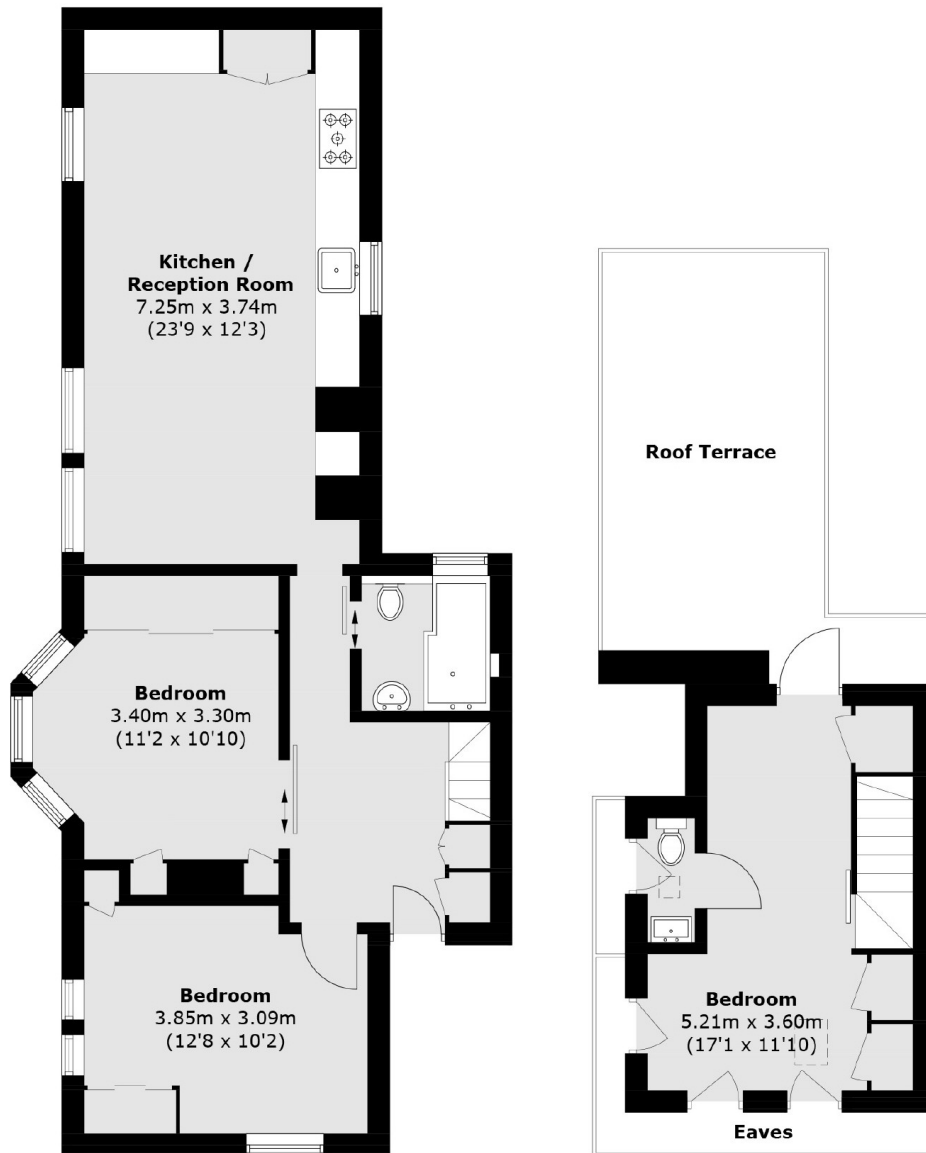 Kitchen /
Reception Room
7.25m x 3.74m
(23'9 x 12'3)
Roof Terrace
Bedroom
3.40m x 3.30m
(11'2 x 10'10)
Bedroom
3.85m x 3.09m
(12'8 x 10'2)
Bedroom
5.21m x 3.60m
(17'1 x 11'10)
Eaves